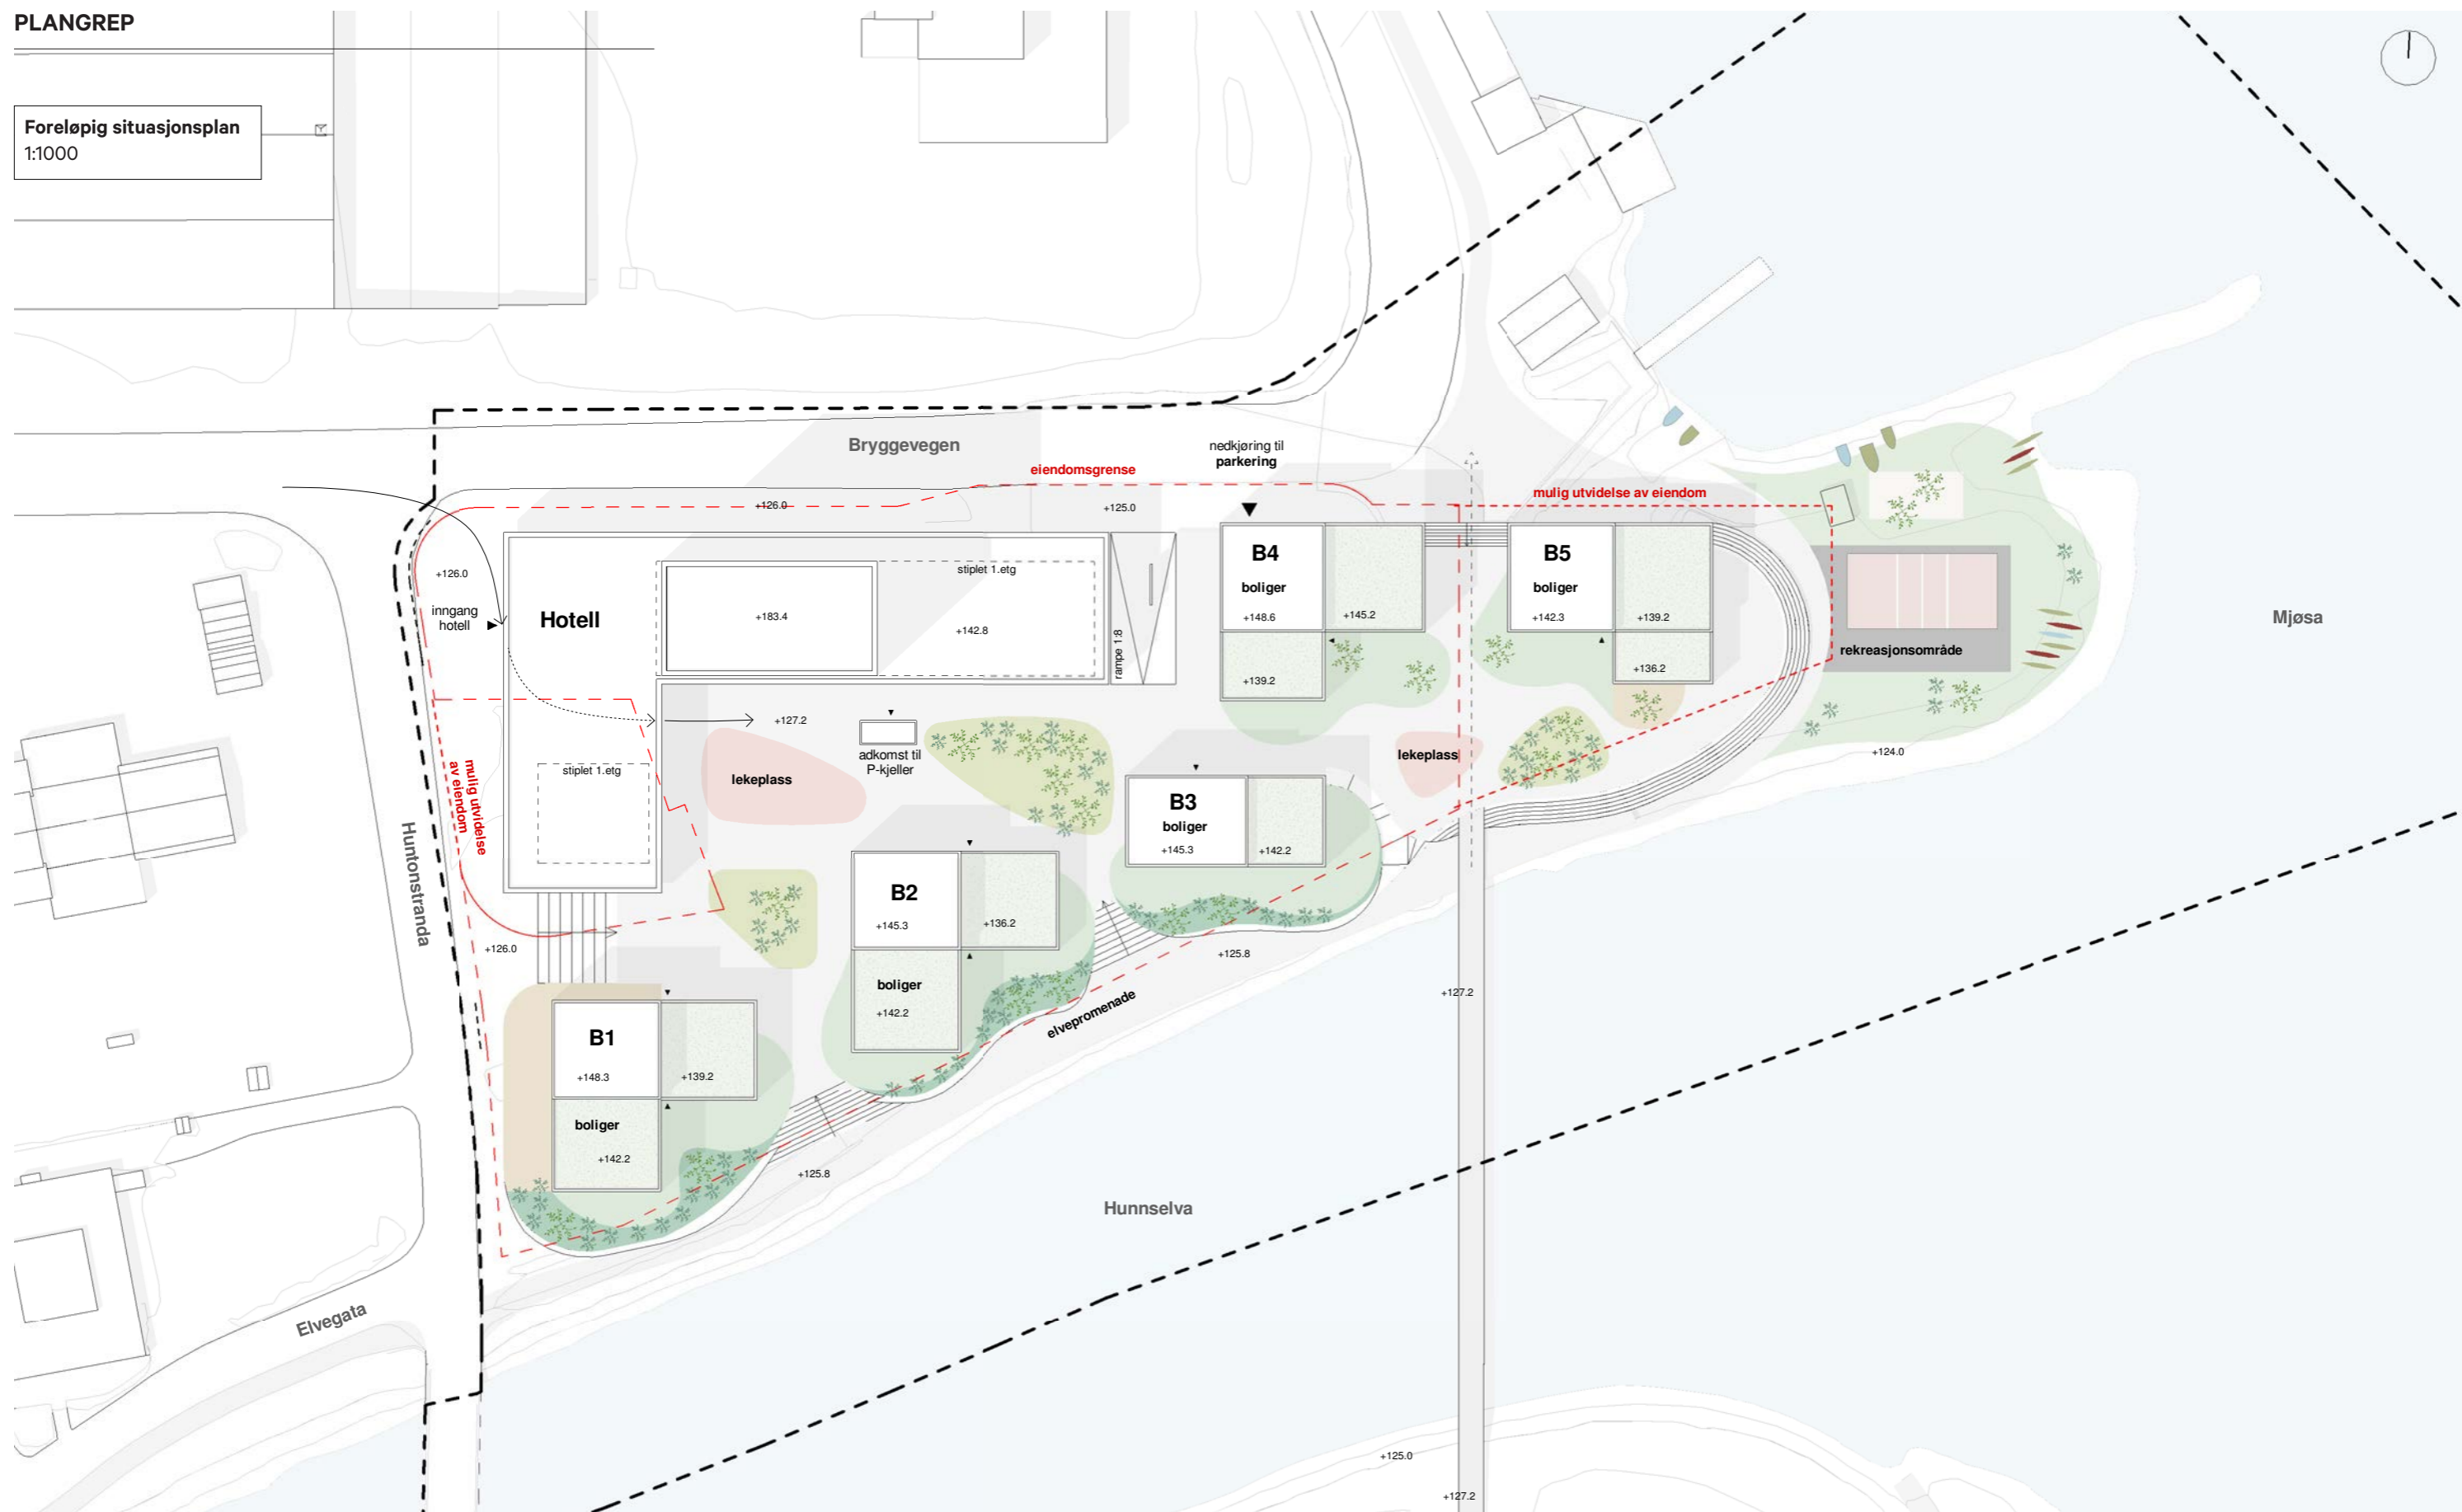 PLANGREP
Foreløpig situasjonsplan
1:1000
Bryggevegen
nedkjøring til
parkering
eiendomsgrense
mulig utvidelse av eiendom
+126.0
+125.0
+126.0
inngang
hotell
Hotell
stiplet 1.etg
+183.4
+142.8
rampe 1:8
B4
boliger
+148.6
+145.2
+139.2
B5
boliger
+142.3
+139.2
+136.2
rekreasjonsområde
Mjøsa
+127.2
adkomst til
P-kjeller
lekeplass
lekeplass
+124.0
stiplet 1.etg
mulig utvidelse
av eiendom
Huntonstranda
B3
boliger
+145.3
+142.2
B2
+145.3
+136.2
boliger
+142.2
+126.0
+125.8
elvepromenade
+127.2
B1
+148.3
+139.2
boliger
+142.2
+125.8
Hunnselva
Elvegata
+125.0
+127.2